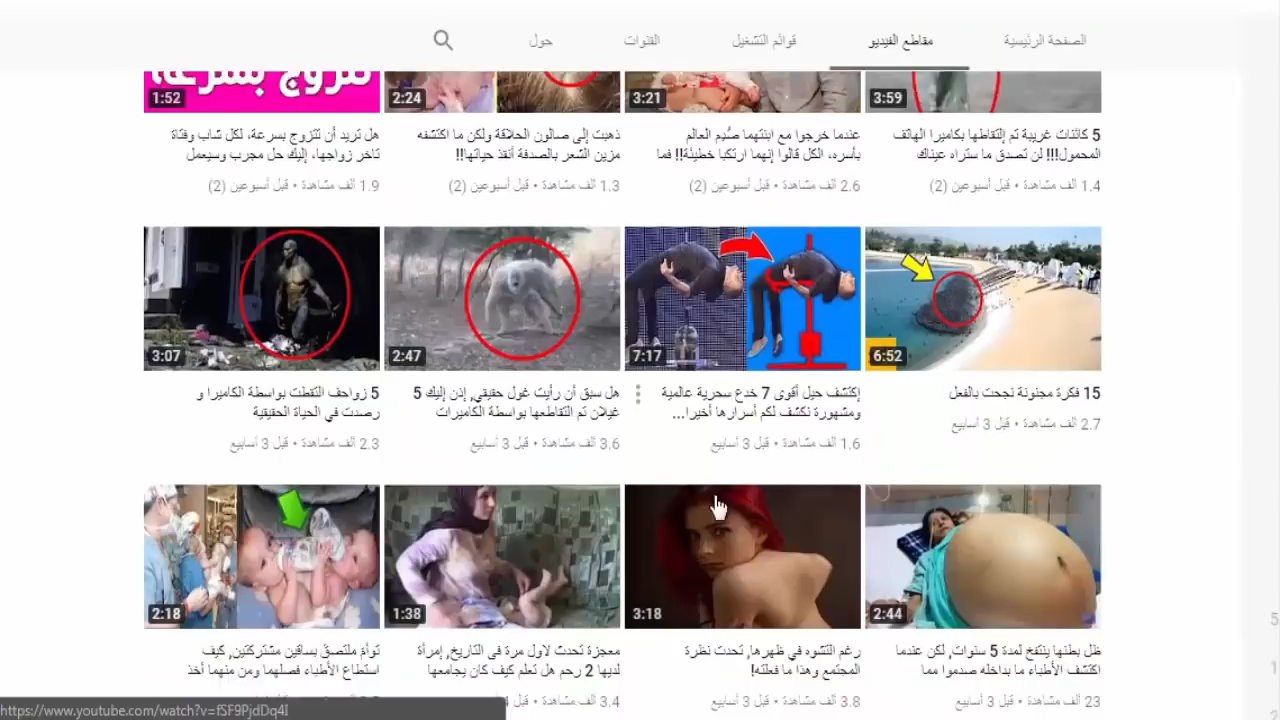 الصفحة الرئيسية
مقاطع الفيديو
قوائم التشغيل
القنوات
حول
3:59
3:21
2:24
1:52
5 كائنات غريبة تم إلتقاطها بكاميرا الهاتف
المحمول!!! لن تصدق ما ستراه عيناك
1.4 ألف مشاهدة • قبل أسبوعين (2)
عندما خرجوا مع ابنتهما صُدِم العالم
بأسره، الكل قالوا إنهما ارتكبا خطيئة!! فما
2.6 ألف مشاهدة • قبل أسبوعين (2)
ذهبت إلى صالون الحلاقة ولكن ما اكتشفه
مزين الشعر بالصدفة أنقذ حياتها!!
1.3 ألف مشاهدة • قبل أسبوعين (2)
هل تريد أن تتزوج بسرعة، لكل شاب وفتاة
تاخر زواجها، إليك حل مجرب وسيعمل
1.9 ألف مشاهدة • قبل أسبوعين (2)
6:52
7:17
2:47
3:07
15 فكرة مجنونة نجحت بالفعل
2.7 ألف مشاهدة • قبل 3 أسابيع
إكتشف حيل أقوى 7 خدع سحرية عالمية
ومشهورة نكشف لكم أسرارها أخيرا...
1.6 ألف مشاهدة • قبل 3 أسابيع
هل سبق أن رأيت غول حقيقي, إذن إليك 5
غيلان تم التقاطعها بواسطة الكاميرات
3.6 ألف مشاهدة • قبل 3 أسابيع
5 زواحف التقطت بواسطة الكاميرا و
رصدت في الحياة الحقيقية
2.3 ألف مشاهدة • قبل 3 أسابيع
2:44
3:18
1:38
2:18
ظل بطنها ينتفخ لمدة 5 سنوات, لكن عندما
اكتشف الأطباء ما بداخله صدموا مما
23 ألف مشاهدة • قبل 3 أسابيع
رغم التشوه في ظهرها, تحدت نظرة
المجتمع وهذا ما فعلته!
3.8 ألف مشاهدة • قبل 3 أسابيع
معجزة تحدث لاول مرة فى التاريخ, إمرأة
لديها 2 رحم هل تعلم كيف كان يجامعها
3.4 ألف مشاهدة
توأم ملتصق بساقين مشتركتين, كيف
استطاع الأطباء فصلهما ومن منهما أخذ
https://www.youtube.com/watch?v=fSF9PjdDq4I